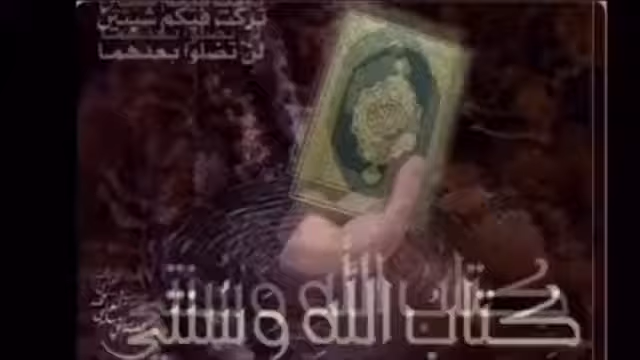 تركت فيكم شيئين
لن تضلوا بعدهما
كتاب الله وسنتي